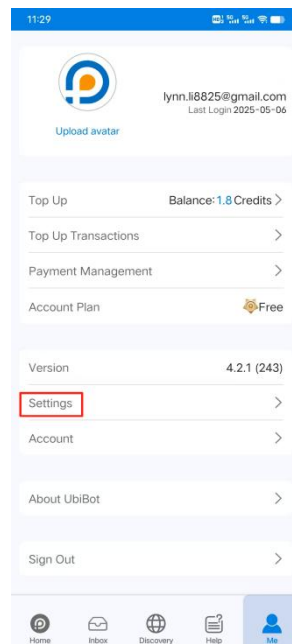 11:29
lynn.li8825@gmail.com
Last Login 2025-05-06
Upload avatar
Top Up Balance: 1.8 Credits >
Top Up Transactions >
Payment Management >
Account Plan Free
Version 4.2.1 (243)
Settings >
Account >
About UbiBot >
Sign Out >
Home Inbox Discovery Help Me